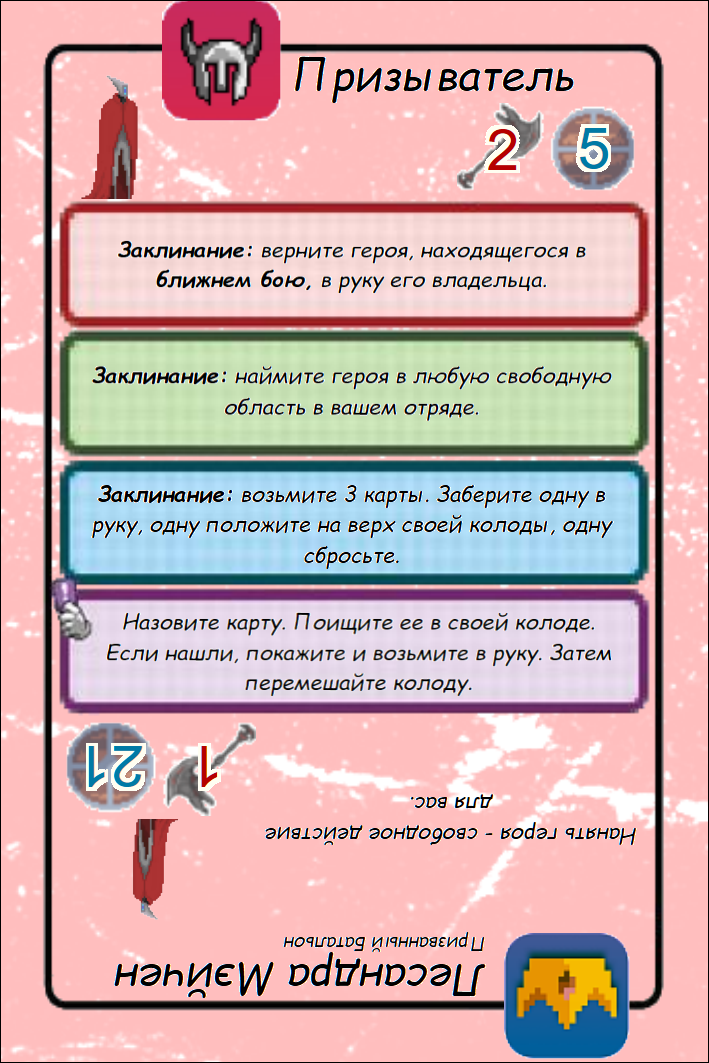 Призыватель
2 5
Заклинание: верните героя, находящегося в
ближнем бою, в руку его владельца.
Заклинание: наймите героя в любую свободную
область в вашем отряде.
Заклинание: возьмите 3 карты. Заберите одну в
руку, одну положите на верх своей колоды, одну
сбросьте.
Назовите карту. Поищите ее в своей колоде.
Если нашли, покажите и возьмите в руку. Затем
перемешайте колоду.
Лесандра Мэйчен
Призванный Батальон
1 21
Нанять героя - свободное действие
для вас.